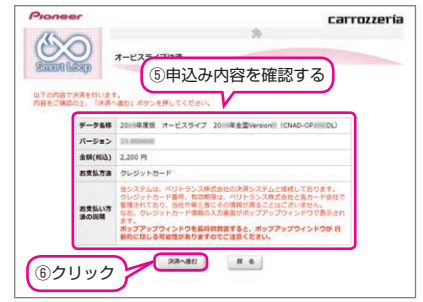 Pioneer
carrozzeria
Smart Loop
オービスライブ決済
⑤申込み内容を確認する
以下の内容で決済を行います。
内容をご確認の上、「決済へ進む」ボタンを押してください。
データ名称 20 年度版 オービスライブ 20 年全国Version (CNAD-OP DL)
バージョン
金額(税込) 2,200 円
お支払方法 クレジットカード
お支払い方法の説明
当システムは、ベリトランス株式会社の決済システムと接続しております。
クレジットカード番号、有効期限は、ベリトランス株式会社と各カード会社で
管理されており、当社や第三者にその情報が渡ることはございません。
なお、クレジットカード情報の入力画面がポップアップウィンドウで表示され
ます。
ポップアップウィンドウを長時間放置すると、ポップアップウィンドウが 自
動的に閉じる可能性がありますのでご注意ください。
⑥クリック
決済へ進む
戻 る